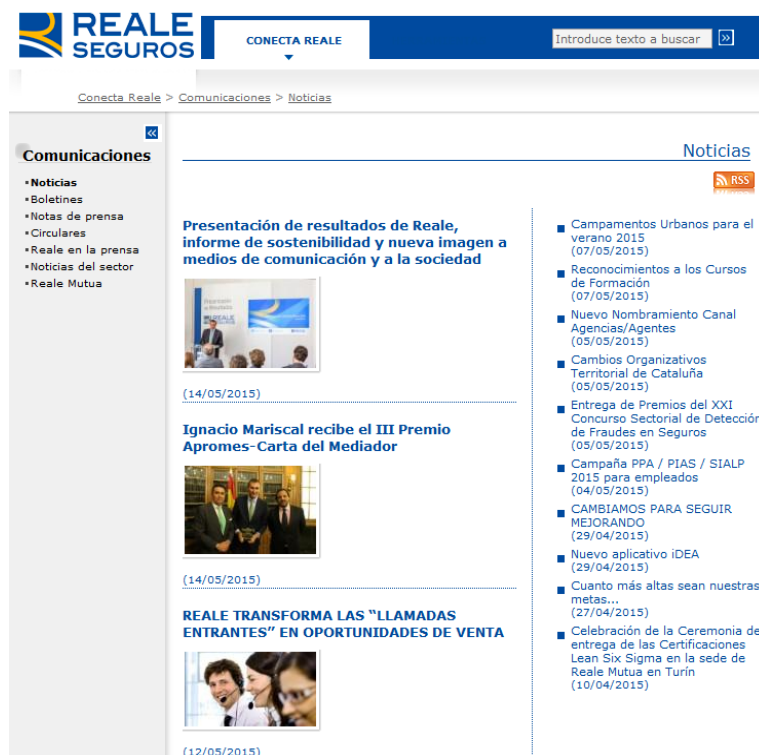 REALE
SEGUROS
CONECTA REALE
Introduce texto a buscar
Conecta Reale > Comunicaciones > Noticias
Comunicaciones
Noticias
Boletines
Notas de prensa
Circulares
Reale en la prensa
Noticias del sector
Reale Mutua
Noticias
RSS
Presentación de resultados de Reale,
informe de sostenibilidad y nueva imagen a
medios de comunicación y a la sociedad
(14/05/2015)
Ignacio Mariscal recibe el III Premio
Apromes-Carta del Mediador
(14/05/2015)
REALE TRANSFORMA LAS “LLAMADAS
ENTRANTES” EN OPORTUNIDADES DE VENTA
(12/05/2015)
Campamentos Urbanos para el
verano 2015
(07/05/2015)
Reconocimientos a los Cursos
de Formación
(07/05/2015)
Nuevo Nombramiento Canal
Agencias/Agentes
(05/05/2015)
Cambios Organizativos
Territorial de Cataluña
(05/05/2015)
Entrega de Premios del XXI
Concurso Sectorial de Detección
de Fraudes en Seguros
(05/05/2015)
Campaña PPA / PIAS / SIALP
2015 para empleados
(04/05/2015)
CAMBIAMOS PARA SEGUIR
MEJORANDO
(29/04/2015)
Nuevo aplicativo iDEA
(29/04/2015)
Cuanto más altas sean nuestras
metas...
(27/04/2015)
Celebración de la Ceremonia de
entrega de las Certificaciones
Lean Six Sigma en la sede de
Reale Mutua en Turín
(10/04/2015)